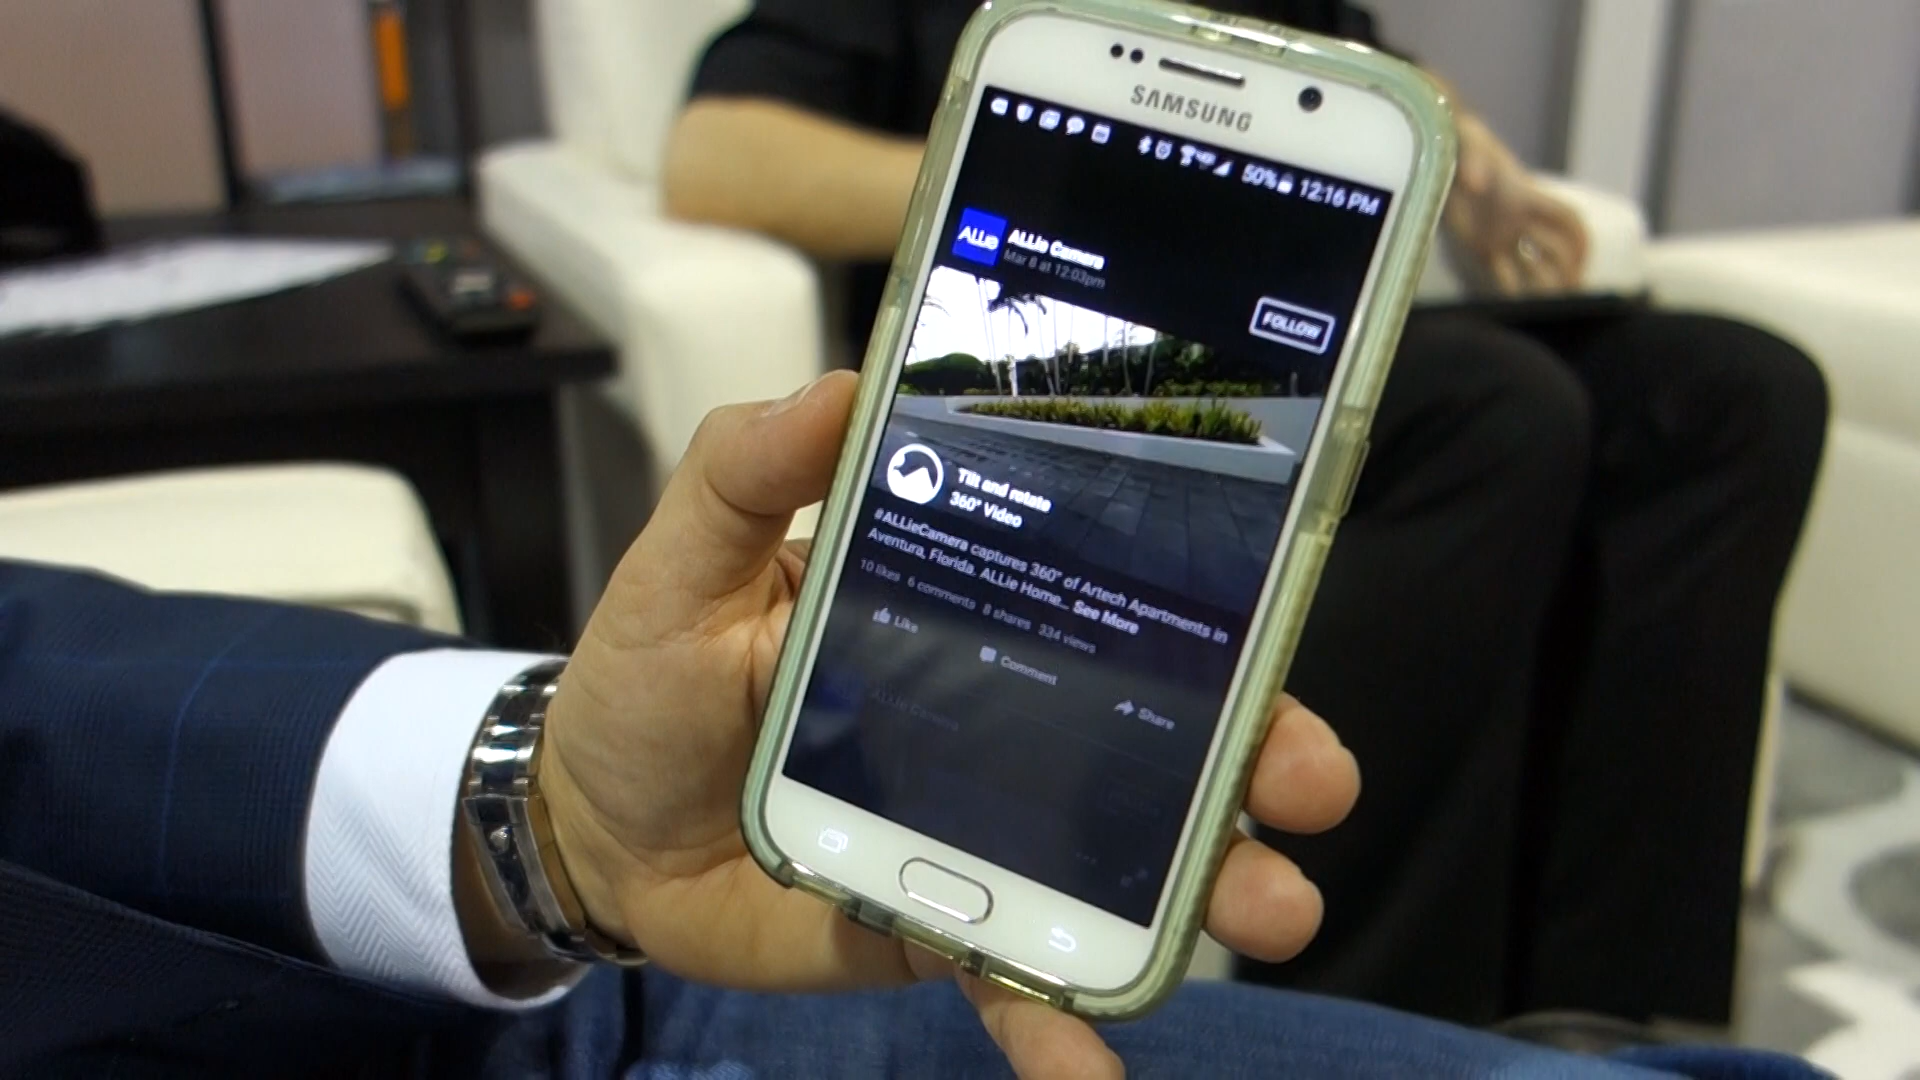 SAMSUNG
50% 12:16 PM
ALLie
ALLie Camera
Mar 8 at 12:03pm
FOLLOW
Tilt and rotate
360° Video
#ALLieCamera captures 360° of Artech Apartments in
Aventura, Florida. ALLie Home... See More
10 likes 6 comments 8 shares 334 views
Like
Comment
Share
ALLie Camera